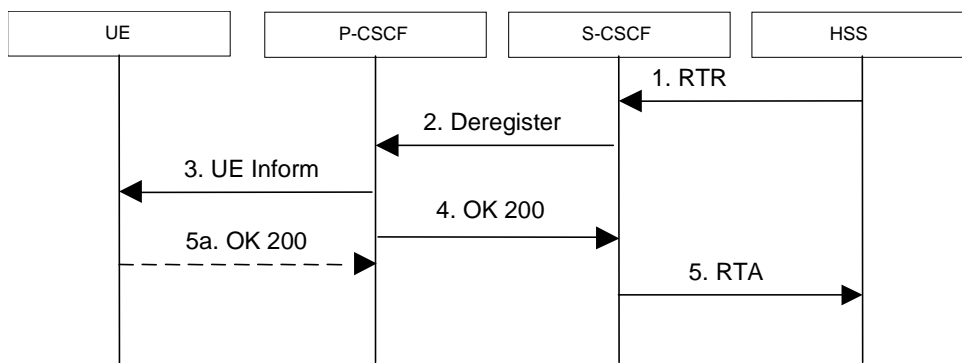 UE
P-CSCF
S-CSCF
HSS
1. RTR
2. Deregister
3. UE Inform
4. OK 200
5a. OK 200
5. RTA